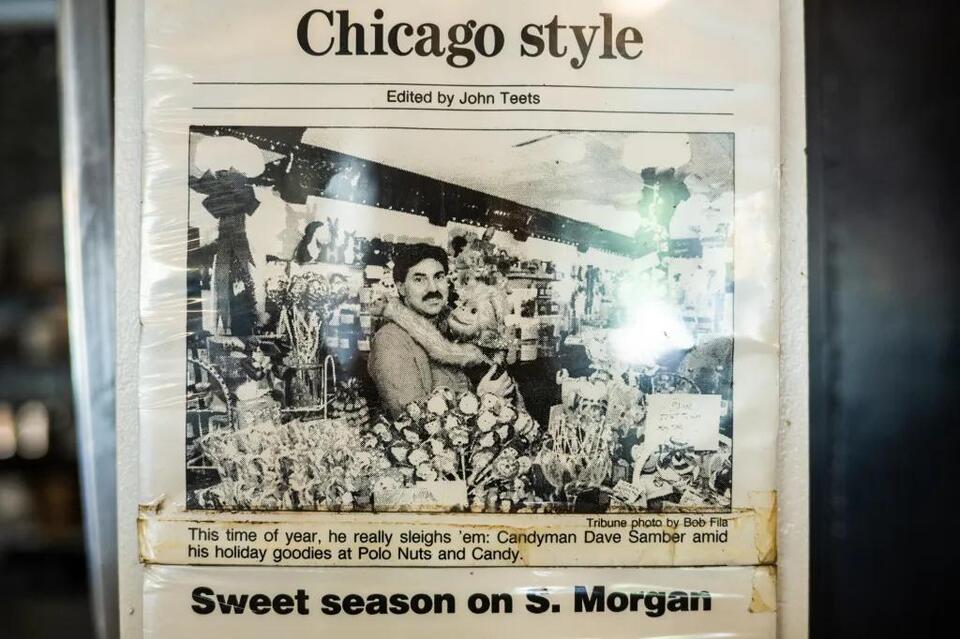 Chicago style
Edited by John Teets
Tribune photo by Bob Fila
This time of year, he really sleighs 'em: Candyman Dave Samber amid
his holiday goodies at Polo Nuts and Candy.
Sweet season on S. Morgan